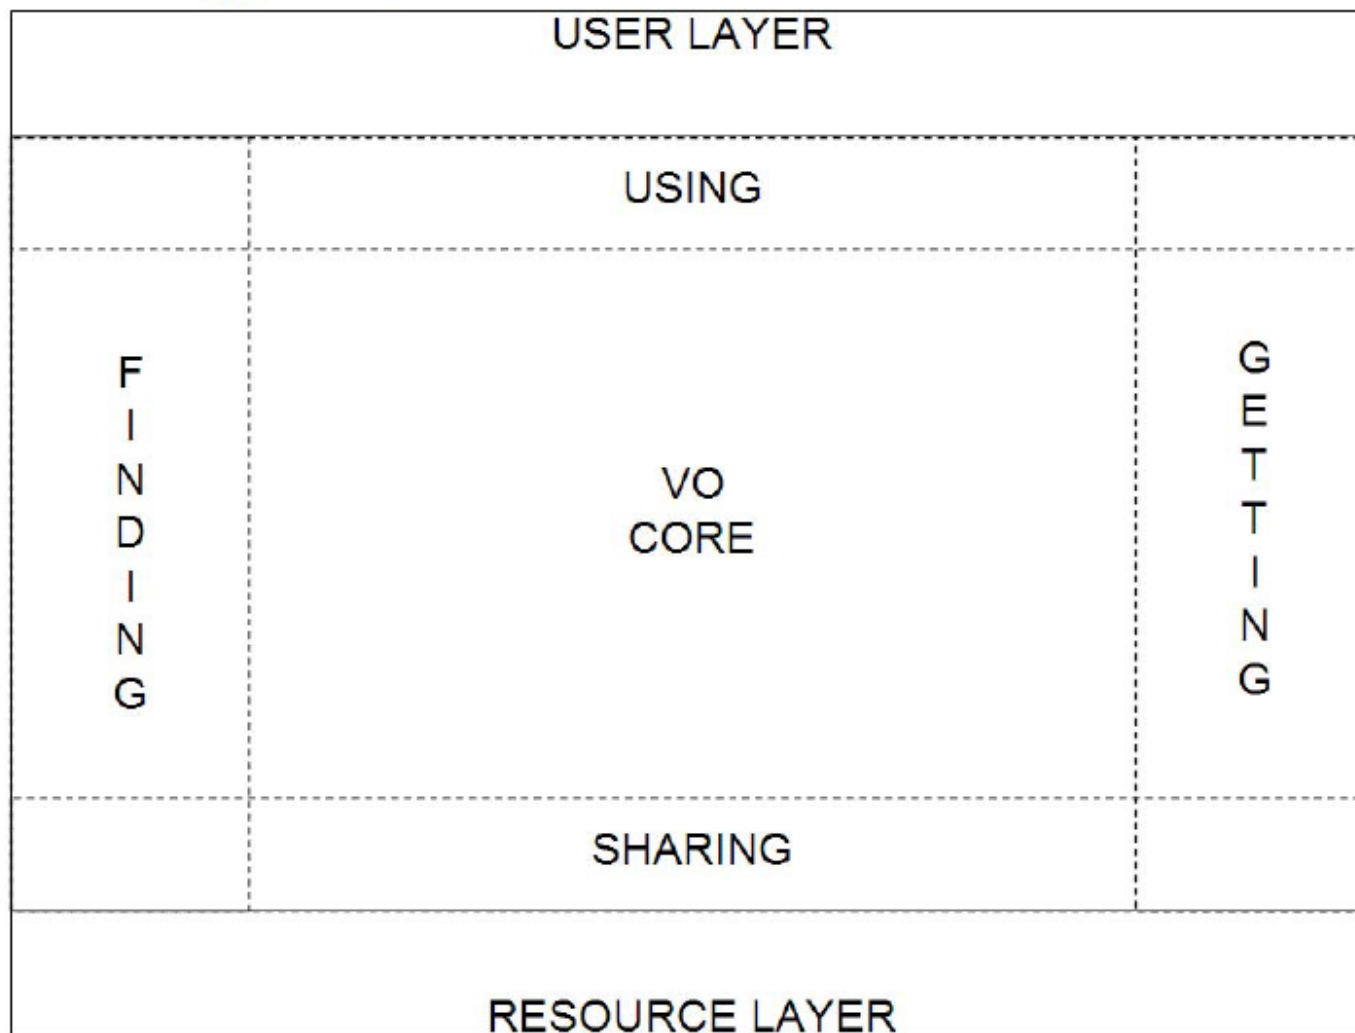 USER LAYER
USING
FINDING
VO
CORE
GETTING
SHARING
RESOURCE LAYER